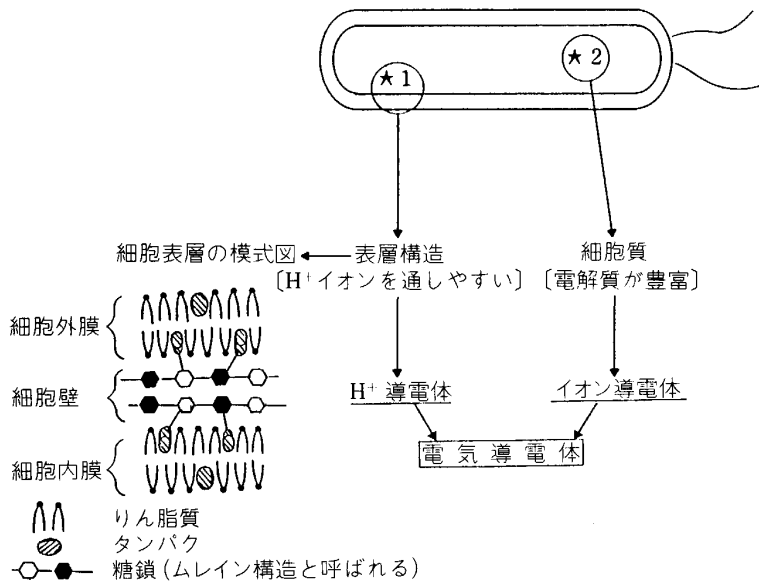 ★1
★2
細胞表層の模式図
表層構造
細胞質
〔H⁺イオンを通しやすい〕
〔電解質が豊富〕
細胞外膜
細胞壁
細胞内膜
H⁺導電体
イオン導電体
電気導電体
りん脂質
タンパク
糖鎖(ムレイン構造と呼ばれる)